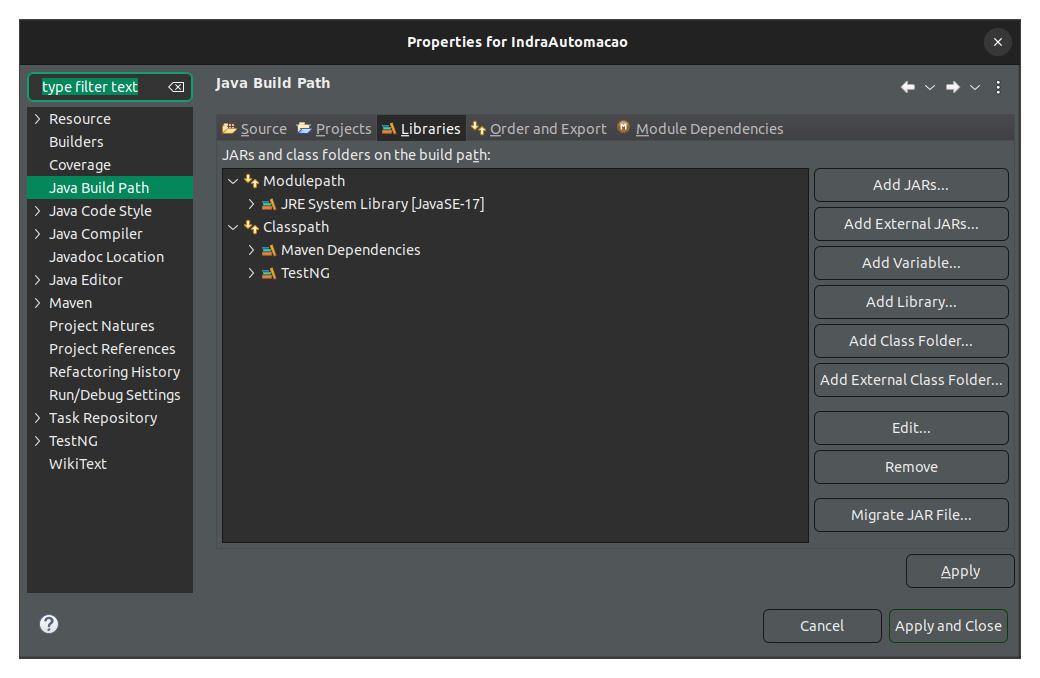 Properties for IndraAutomacao
type filter text
Resource
Builders
Coverage
Java Build Path
Java Code Style
Java Compiler
Javadoc Location
Java Editor
Maven
Project Natures
Project References
Refactoring History
Run/Debug Settings
Task Repository
TestNG
WikiText
Java Build Path
Source Projects Libraries Order and Export Module Dependencies
JARs and class folders on the build path:
Modulepath
JRE System Library [JavaSE-17]
Classpath
Maven Dependencies
TestNG
Add JARs...
Add External JARs...
Add Variable...
Add Library...
Add Class Folder...
Add External Class Folder...
Edit...
Remove
Migrate JAR File...
Apply
Cancel
Apply and Close